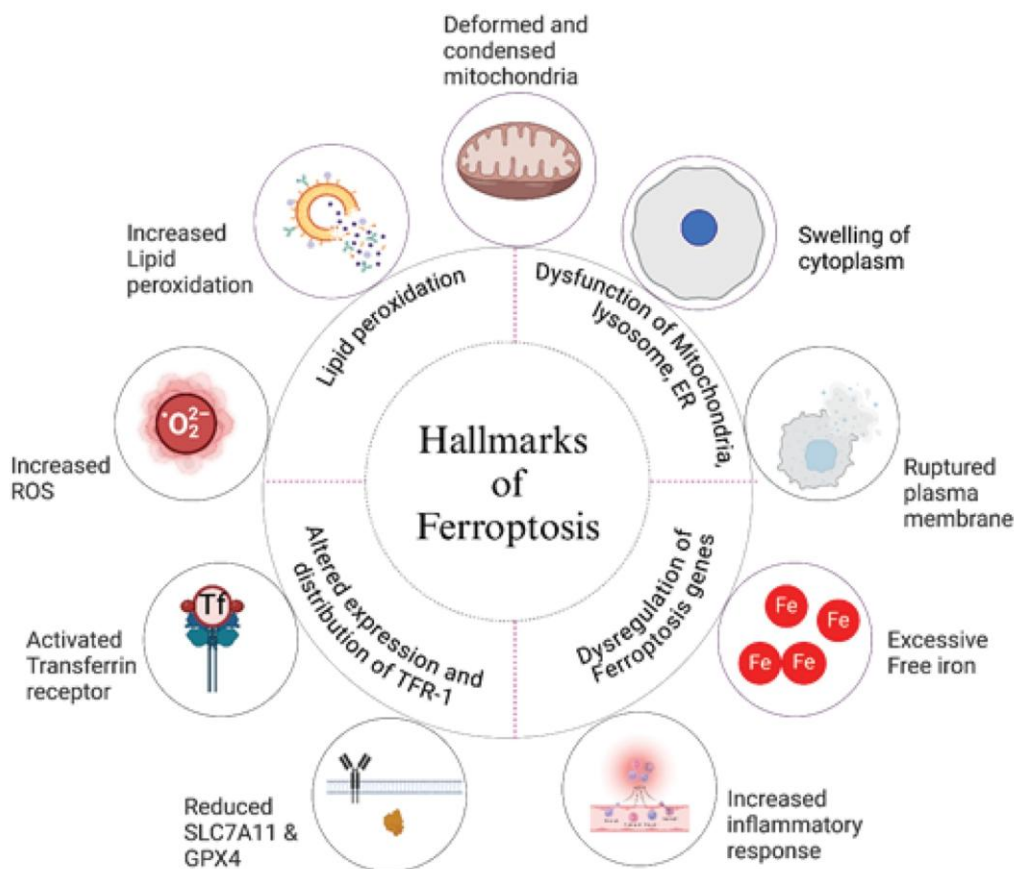 Deformed and
condensed
mitochondria
Swelling of
cytoplasm
Ruptured
plasma
membrane
Fe
Fe
Fe
Fe
Excessive
Free iron
Increased
inflammatory
response
Reduced
SLC7A11 &
GPX4
Tf
Activated
Transferrin
receptor
•O₂²⁻
Increased
ROS
Increased
Lipid
peroxidation
Lipid peroxidation
Dysfunction of Mitochondria,
lysosome, ER
Dysregulation of
Ferroptosis genes
Altered expression and
distribution of TFR-1
Hallmarks
of
Ferroptosis